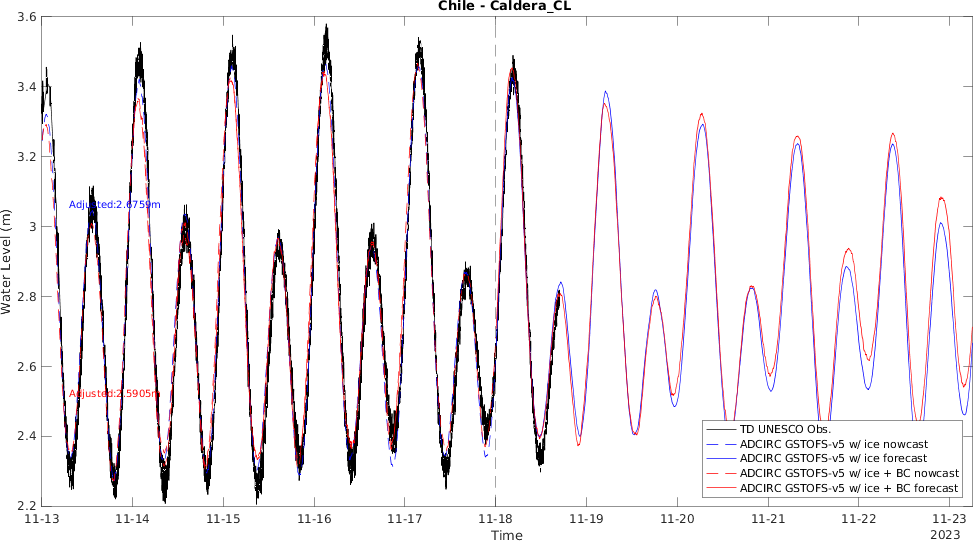 Chile - Caldera_CL
Water Level (m)
3.6
3.4
3.2
3
2.8
2.6
2.4
2.2
Adjusted:2.6759m
Adjusted:2.5905m
TD UNESCO Obs.
ADCIRC GSTOFS-v5 w/ ice nowcast
ADCIRC GSTOFS-v5 w/ ice forecast
ADCIRC GSTOFS-v5 w/ ice + BC nowcast
ADCIRC GSTOFS-v5 w/ ice + BC forecast
11-13 11-14 11-15 11-16 11-17 11-18 11-19 11-20 11-21 11-22 11-23
2023
Time